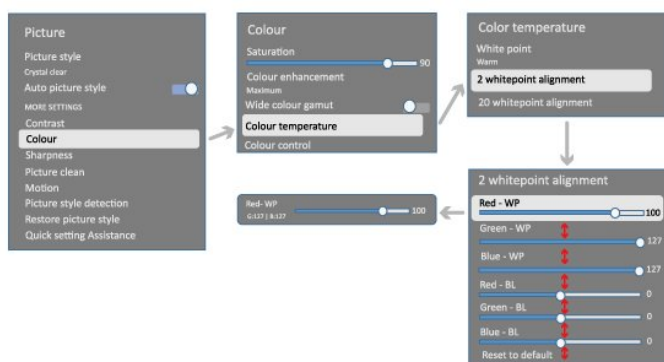 Picture
Picture style
Crystal clear
Auto picture style
MORE SETTINGS
Contrast
Colour
Sharpness
Picture clean
Motion
Picture style detection
Restore picture style
Quick setting Assistance
Colour
Saturation
90
Colour enhancement
Maximum
Wide colour gamut
Colour temperature
Colour control
Color temperature
White point
Warm
2 whitepoint alignment
20 whitepoint alignment
2 whitepoint alignment
Red - WP
100
Green - WP
127
Blue - WP
127
Red - BL
0
Green - BL
0
Blue - BL
0
Reset to default
Red- WP
G:127 | B:127
100